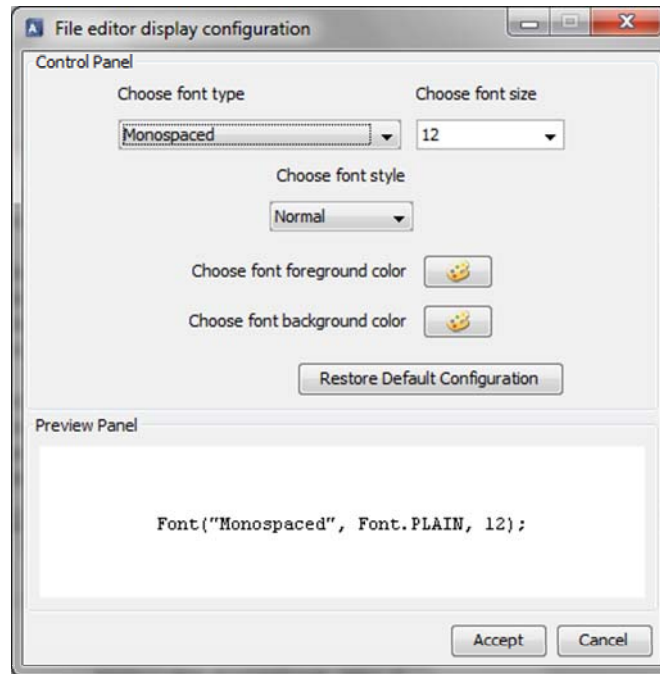 File editor display configuration
Control Panel
Choose font type Choose font size
Monospaced 12
Choose font style
Normal
Choose font foreground color
Choose font background color
Restore Default Configuration
Preview Panel
Font("Monospaced", Font.PLAIN, 12);
Accept Cancel